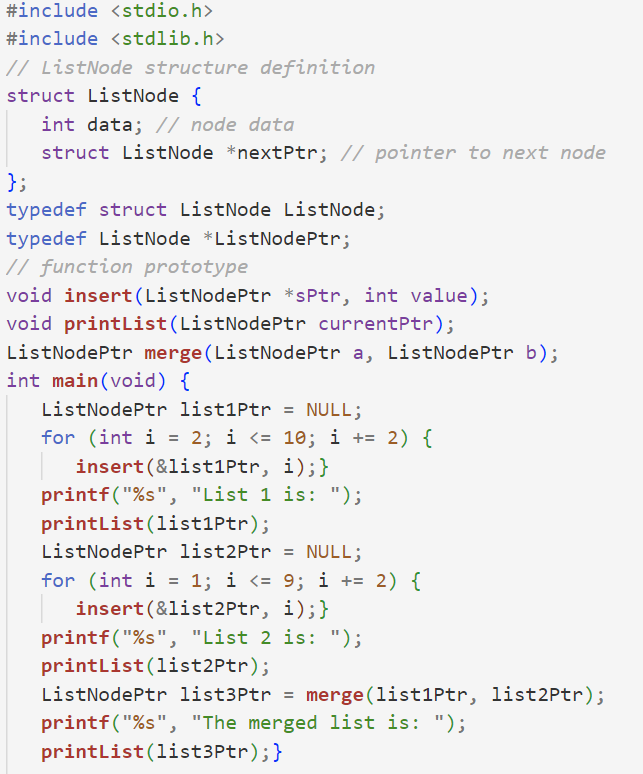 #include <stdio.h>
#include <stdlib.h>
// ListNode structure definition
struct ListNode {
   int data; // node data
   struct ListNode *nextPtr; // pointer to next node
};
typedef struct ListNode ListNode;
typedef ListNode *ListNodePtr;
// function prototype
void insert(ListNodePtr *sPtr, int value);
void printList(ListNodePtr currentPtr);
ListNodePtr merge(ListNodePtr a, ListNodePtr b);
int main(void) {
   ListNodePtr list1Ptr = NULL;
   for (int i = 2; i <= 10; i += 2) {
      insert(&list1Ptr, i);}
   printf("%s", "List 1 is: ");
   printList(list1Ptr);
   ListNodePtr list2Ptr = NULL;
   for (int i = 1; i <= 9; i += 2) {
      insert(&list2Ptr, i);}
   printf("%s", "List 2 is: ");
   printList(list2Ptr);
   ListNodePtr list3Ptr = merge(list1Ptr, list2Ptr);
   printf("%s", "The merged list is: ");
   printList(list3Ptr);}